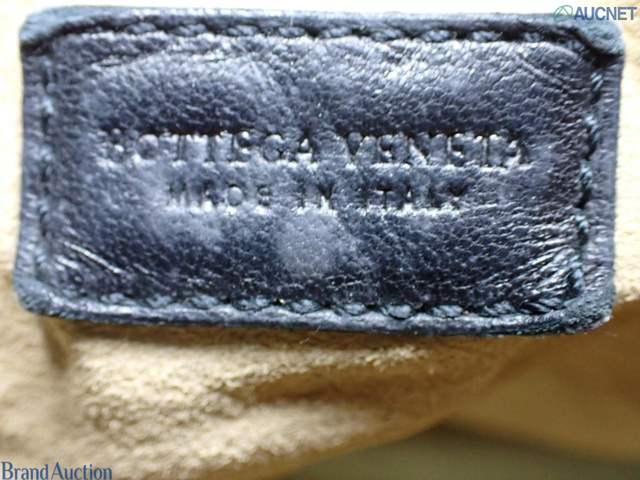 AUCNET
BOTTEGA VENETA
MADE IN ITALY
Brand Auction